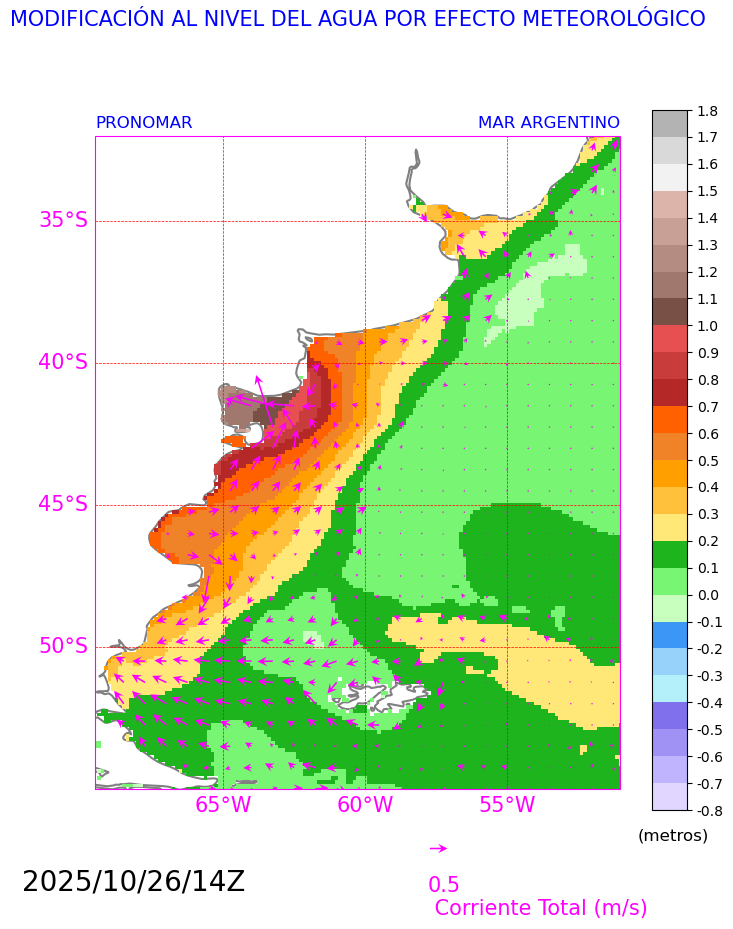 MODIFICACIÓN AL NIVEL DEL AGUA POR EFECTO METEOROLÓGICO
PRONOMAR MAR ARGENTINO
35°S
40°S
45°S
50°S
65°W 60°W 55°W
1.8
1.7
1.6
1.5
1.4
1.3
1.2
1.1
1.0
0.9
0.8
0.7
0.6
0.5
0.4
0.3
0.2
0.1
0.0
-0.1
-0.2
-0.3
-0.4
-0.5
-0.6
-0.7
-0.8
(metros)
2025/10/26/14Z
0.5
Corriente Total (m/s)